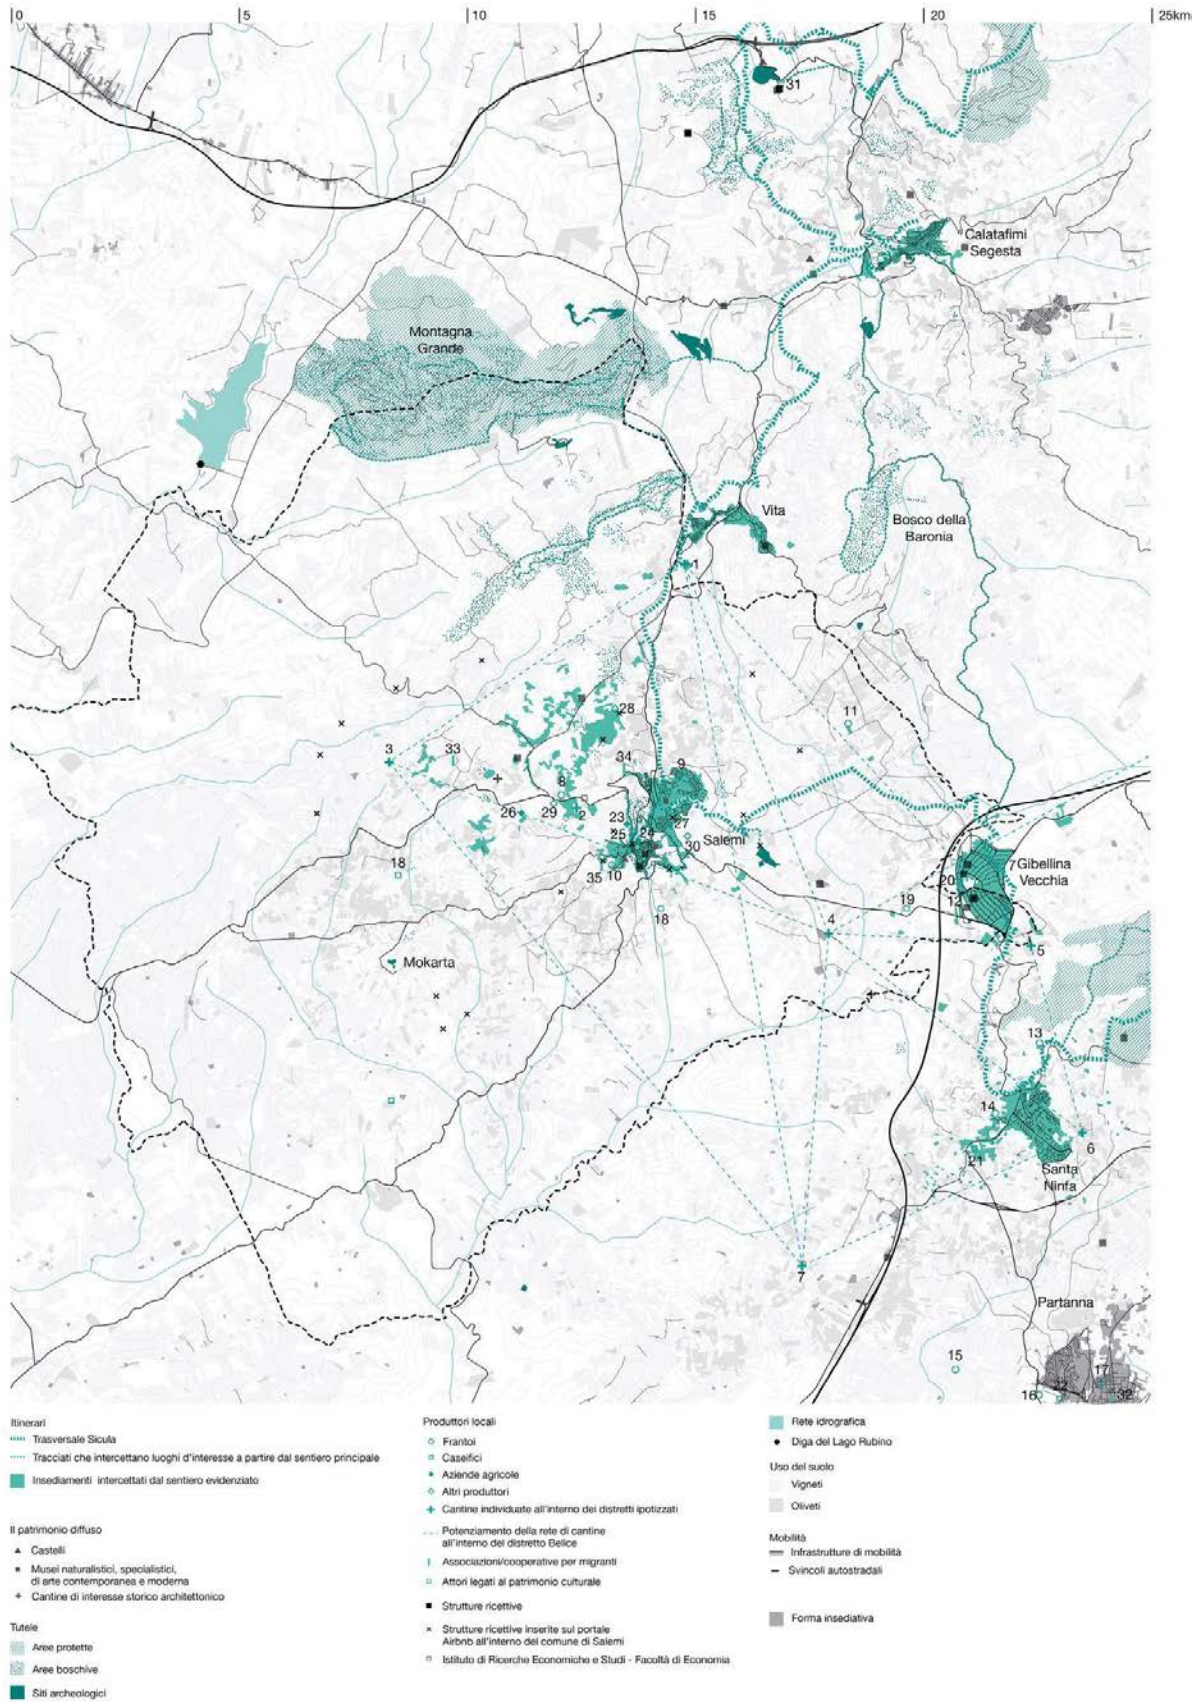 0
5
10
15
20
25km
31
Calatafimi
Segesta
Montagna
Grande
Vita
Bosco della
Baronia
1
11
28
3
33
34
9
8
26
29
2
23
25
24
27
Salemi
30
35
10
18
18
7
Gibellina
Vecchia
20
12
19
4
5
Mokarta
13
14
6
21
Santa
Ninfa
7
Partanna
15
16
22
17
32
Itinerari
Trasversale Sicula
Tracciati che intercettano luoghi d'interesse a partire dal sentiero principale
Insediamenti intercettati dal sentiero evidenziato
Il patrimonio diffuso
Castelli
Musei naturalistici, specialistici,
di arte contemporanea e moderna
Cantine di interesse storico architettonico
Tutele
Aree protette
Aree boschive
Siti archeologici
Produttori locali
Frantoi
Caseifici
Aziende agricole
Altri produttori
Cantine individuate all'interno dei distretti ipotizzati
Potenziamento della rete di cantine
all'interno del distretto Belice
Associazioni/cooperative per migranti
Attori legati al patrimonio culturale
Strutture ricettive
Strutture ricettive inserite sul portale
Airbnb all'interno del comune di Salemi
Istituto di Ricerche Economiche e Studi - Facoltà di Economia
Rete idrografica
Diga del Lago Rubino
Uso del suolo
Vigneti
Oliveti
Mobilità
Infrastrutture di mobilità
Svincoli autostradali
Forma insediativa